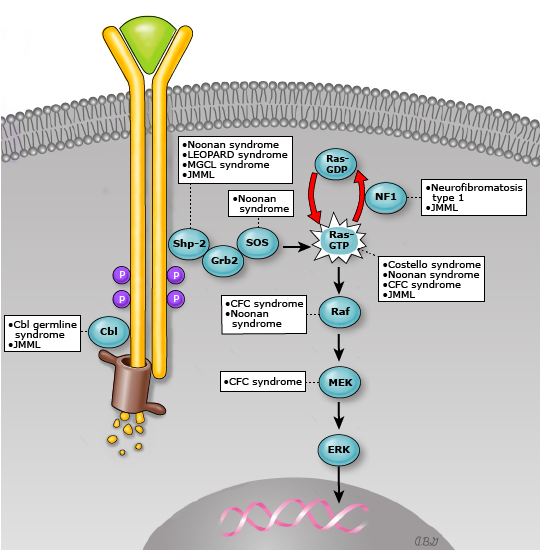 •Noonan syndrome
•LEOPARD syndrome
•MGCL syndrome
•JMML
•Noonan
syndrome
Ras-
GDP
NF1
•Neurofibromatosis
type 1
•JMML
Shp-2
Grb2
SOS
Ras-
GTP
•Costello syndrome
•Noonan syndrome
•CFC syndrome
•JMML
P
P
P
P
•CFC syndrome
•Noonan
syndrome
Raf
•Cbl germline
syndrome
•JMML
Cbl
•CFC syndrome
MEK
ERK